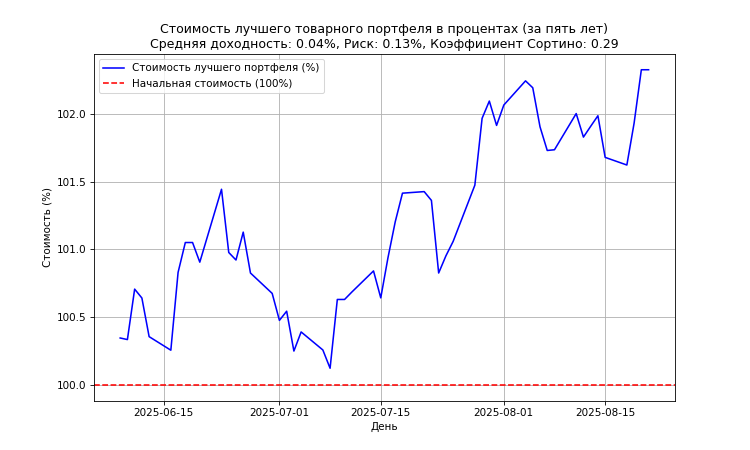 Стоимость лучшего товарного портфеля в процентах (за пять лет)
Средняя доходность: 0.04%, Риск: 0.13%, Коэффициент Сортино: 0.29
Стоимость лучшего портфеля (%)
Начальная стоимость (100%)
Стоимость (%)
102.0
101.5
101.0
100.5
100.0
2025-06-15
2025-07-01
2025-07-15
2025-08-01
2025-08-15
День